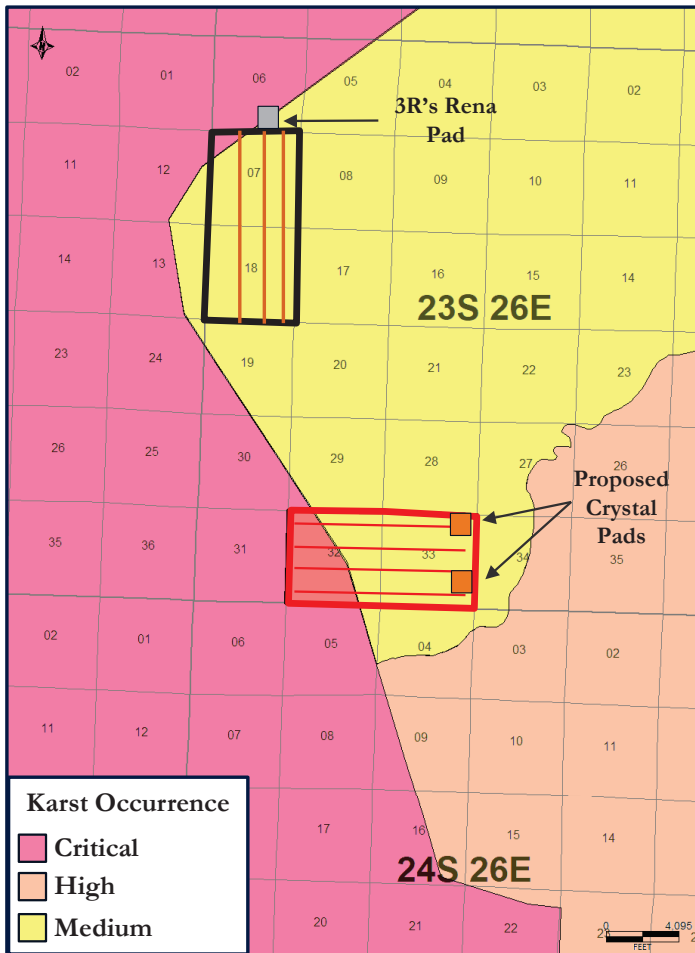 02 01 06 05 04 03 02
3R's Rena
Pad
11 12 07 08 09 10 11
14 13 18 17 16 15 14
23S 26E
23 24 19 20 21 22 23
26 25 30 29 28 27 26
Proposed
Crystal
Pads
35 36 31 32 33 34 35
02 01 06 05 04 03 02
11 12 07 08 09 10 11
17 16 15 14
24S 26E
20 21 22
Karst Occurrence
Critical
High
Medium
0 4,095
FEET